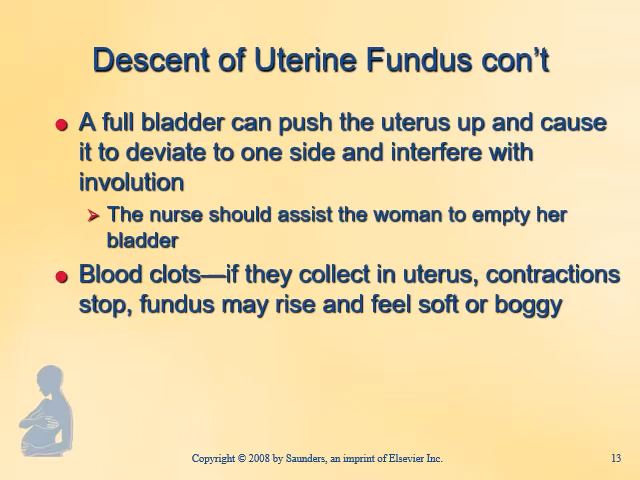 Descent of Uterine Fundus con’t
● A full bladder can push the uterus up and cause
it to deviate to one side and interfere with
involution
➢ The nurse should assist the woman to empty her
bladder
● Blood clots—if they collect in uterus, contractions
stop, fundus may rise and feel soft or boggy
Copyright © 2008 by Saunders, an imprint of Elsevier Inc.
13